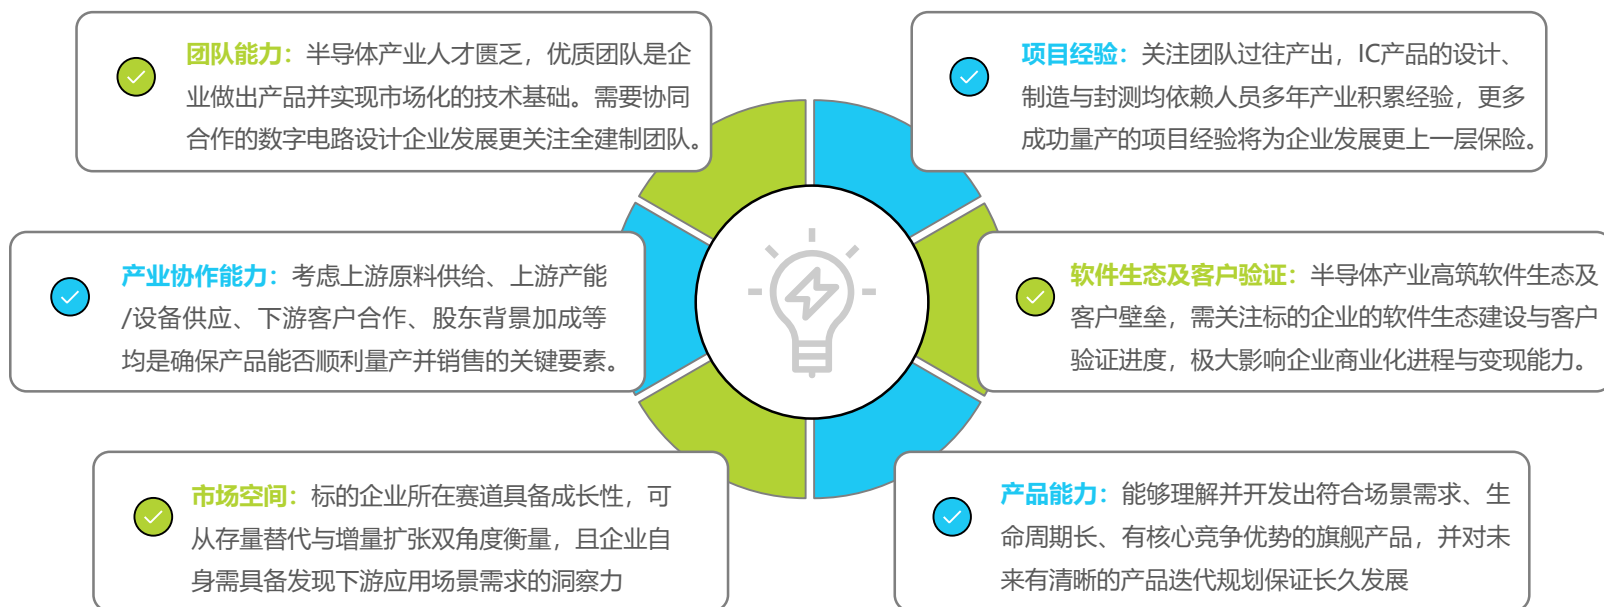 团队能力：半导体产业人才匮乏，优质团队是企
业做出产品并实现市场化的技术基础。需要协同
合作的数字电路设计企业发展更关注全建制团队。
项目经验：关注团队过往产出，IC产品的设计、
制造与封测均依赖人员多年产业积累经验，更多
成功量产的项目经验将为企业发展更上一层保险。
产业协作能力：考虑上游原料供给、上游产能
/设备供应、下游客户合作、股东背景加成等
均是确保产品能否顺利量产并销售的关键要素。
软件生态及客户验证：半导体产业高筑软件生态及
客户壁垒，需关注标的企业的软件生态建设与客户
验证进度，极大影响企业商业化进程与变现能力。
市场空间：标的企业所在赛道具备成长性，可
从存量替代与增量扩张双角度衡量，且企业自
身需具备发现下游应用场景需求的洞察力
产品能力：能够理解并开发出符合场景需求、生
命周期长、有核心竞争优势的旗舰产品，并对未
来有清晰的产品迭代规划保证长久发展